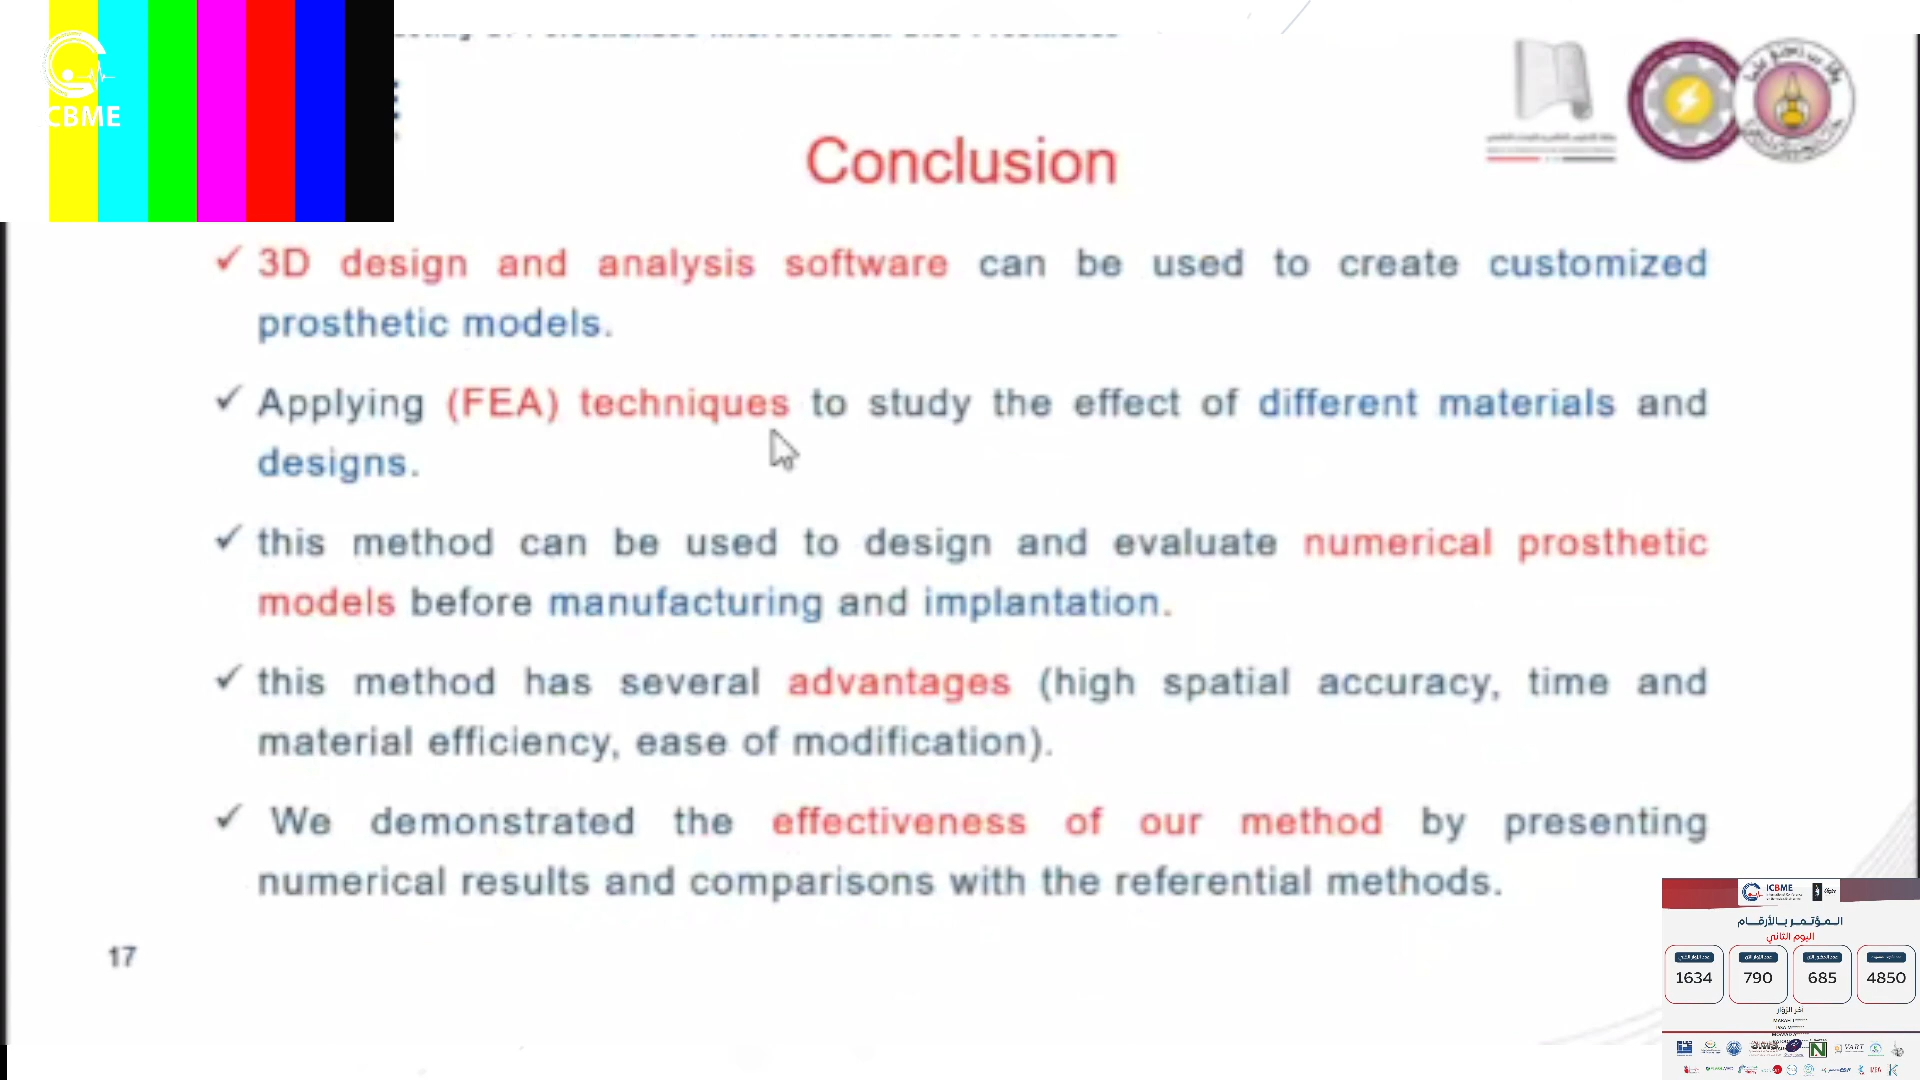 CBME
Conclusion
✓ 3D design and analysis software can be used to create customized
prosthetic models.
✓ Applying (FEA) techniques to study the effect of different materials and
designs.
✓ this method can be used to design and evaluate numerical prosthetic
models before manufacturing and implantation.
✓ this method has several advantages (high spatial accuracy, time and
material efficiency, ease of modification).
✓ We demonstrated the effectiveness of our method by presenting
numerical results and comparisons with the referential methods.
17
ICBME
المؤتمر بالأرقام
اليوم الثاني
1634 790 685 4850
آخر الزوار